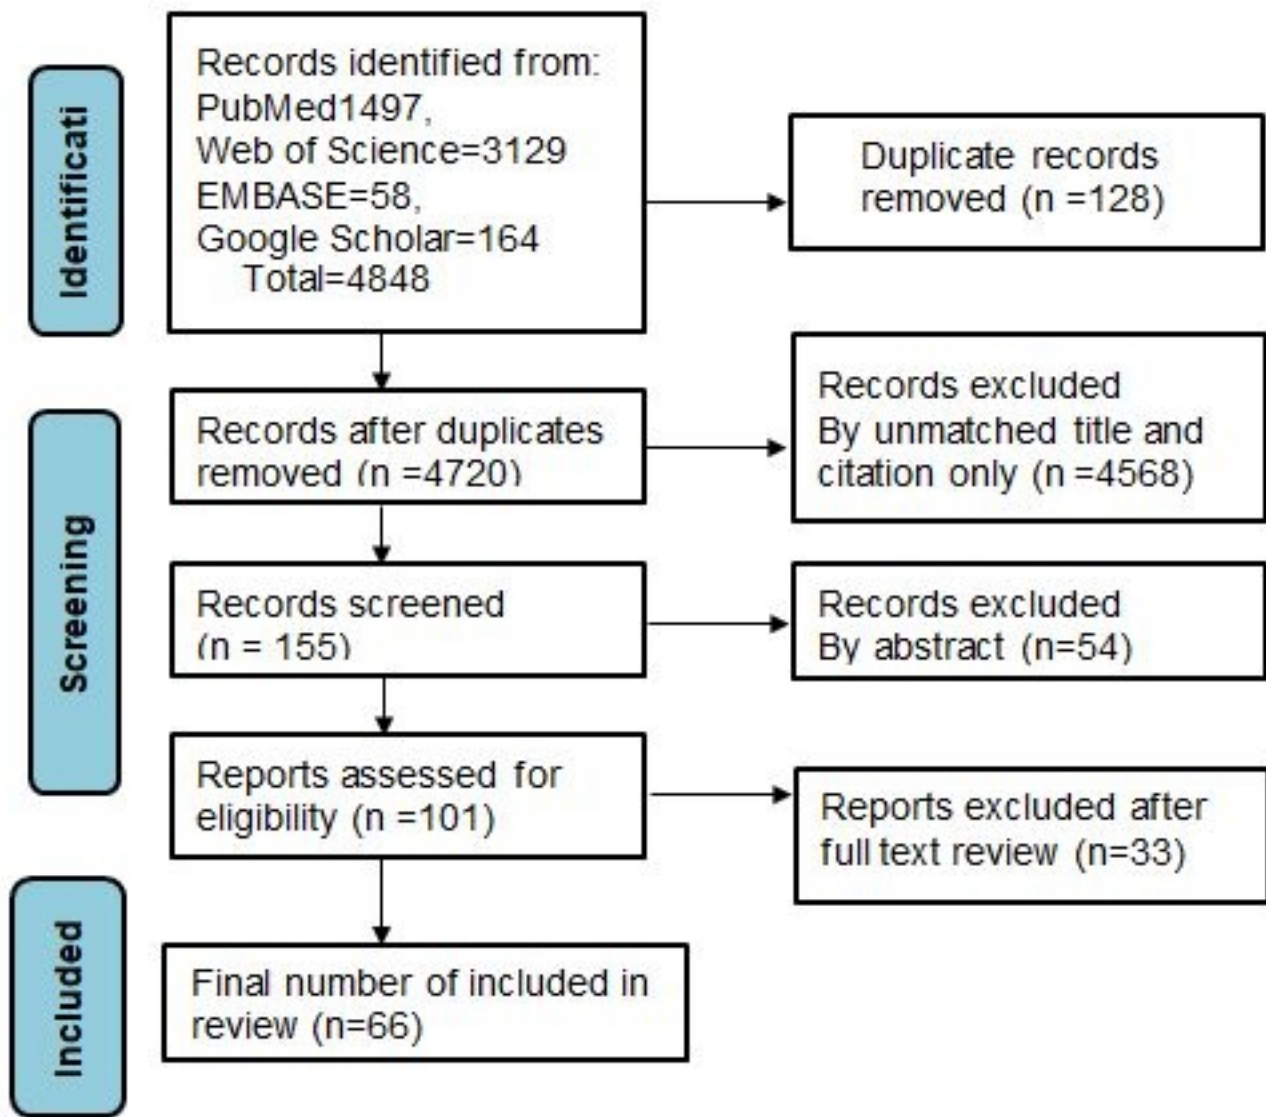 Identificati
Records identified from:
PubMed1497,
Web of Science=3129
EMBASE=58,
Google Scholar=164
Total=4848
Duplicate records
removed (n =128)
Screening
Records after duplicates
removed (n =4720)
Records excluded
By unmatched title and
citation only (n =4568)
Records screened
(n = 155)
Records excluded
By abstract (n=54)
Reports assessed for
eligibility (n =101)
Reports excluded after
full text review (n=33)
Included
Final number of included in
review (n=66)